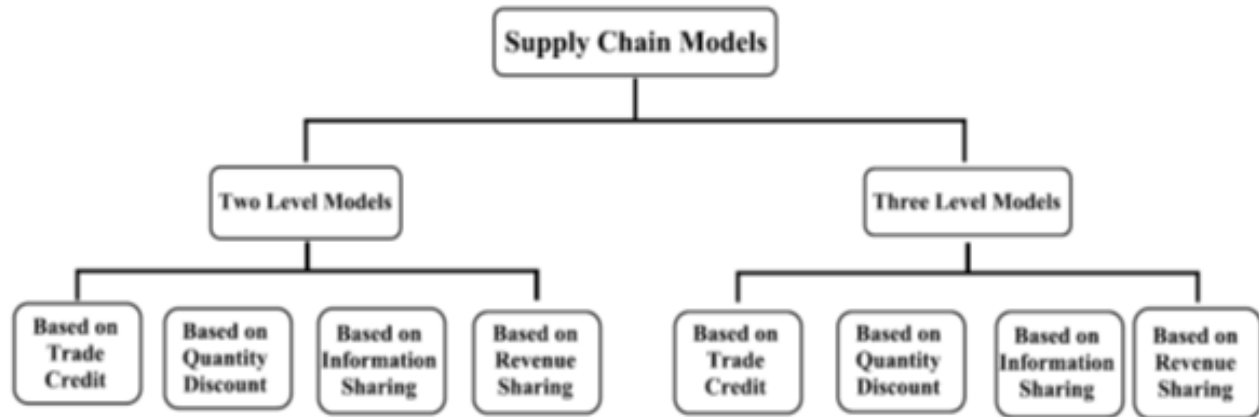 Supply Chain Models
Two Level Models
Three Level Models
Based on
Trade
Credit
Based on
Quantity
Discount
Based on
Information
Sharing
Based on
Revenue
Sharing
Based on
Trade
Credit
Based on
Quantity
Discount
Based on
Information
Sharing
Based on
Revenue
Sharing